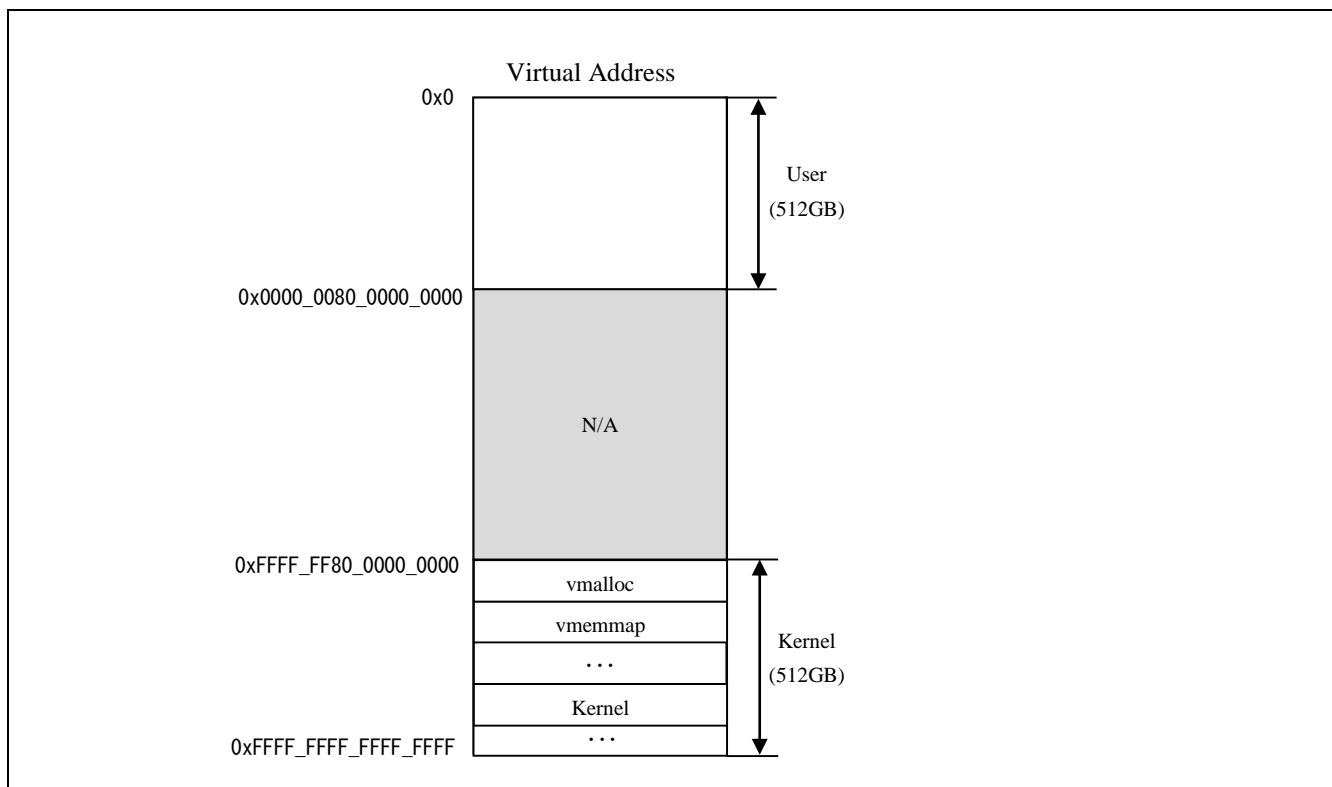 Virtual Address
0x0
User
(512GB)
0x0000_0080_0000_0000
N/A
0xFFFF_FF80_0000_0000
vmalloc
vmemmap
...
Kernel
(512GB)
Kernel
...
0xFFFF_FFFF_FFFF_FFFF